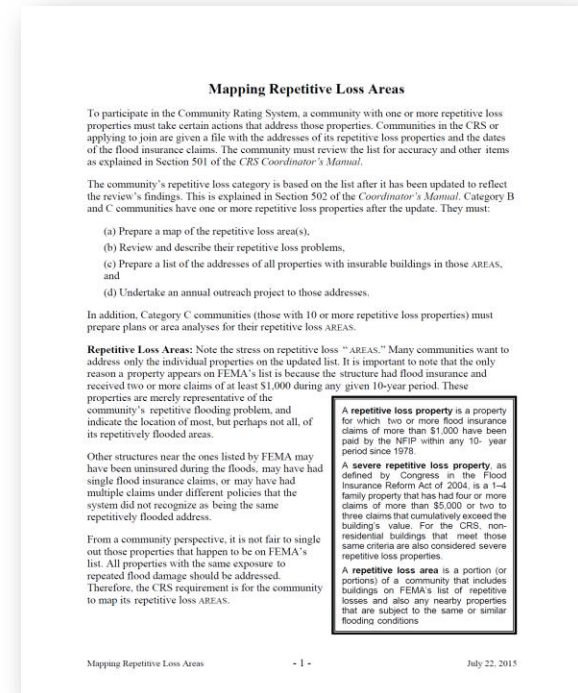 Mapping Repetitive Loss Areas
To participate in the Community Rating System, a community with one or more repetitive loss
properties must take certain actions that address those properties. Communities in the CRS or
applying to join are given a file with the addresses of its repetitive loss properties and the dates
of the flood insurance claims. The community must review the list for accuracy and other items
as explained in Section 501 of the CRS Coordinator's Manual.
The community's repetitive loss category is based on the list after it has been updated to reflect
the review's findings. This is explained in Section 502 of the Coordinator's Manual. Category B
and C communities have one or more repetitive loss properties after the update. They must:
(a) Prepare a map of the repetitive loss area(s),
(b) Review and describe their repetitive loss problems,
(c) Prepare a list of the addresses of all properties with insurable buildings in those AREAS,
and
(d) Undertake an annual outreach project to those addresses.
In addition, Category C communities (those with 10 or more repetitive loss properties) must
prepare plans or area analyses for their repetitive loss AREAS.
Repetitive Loss Areas: Note the stress on repetitive loss "AREAS." Many communities want to
address only the individual properties on the updated list. It is important to note that the only
reason a property appears on FEMA's list is because the structure had flood insurance and
received two or more claims of at least $1,000 during any given 10-year period. These
properties are merely representative of the
community's repetitive flooding problem, and
indicate the location of most, but perhaps not all, of
its repetitively flooded areas.
Other structures near the ones listed by FEMA may
have been uninsured during the floods, may have had
single flood insurance claims, or may have had
multiple claims under different policies that the
system did not recognize as being the same
repetitively flooded address.
From a community perspective, it is not fair to single
out those properties that happen to be on FEMA's
list. All properties with the same exposure to
repeated flood damage should be addressed.
Therefore, the CRS requirement is for the community
to map its repetitive loss AREAS.
A repetitive loss property is a property
for which two or more flood insurance
claims of more than $1,000 have been
paid by the NFIP within any 10- year
period since 1978.
A severe repetitive loss property, as
defined by Congress in the Flood
Insurance Reform Act of 2004, is a 1–4
family property that has had four or more
claims of more than $5,000 or two to
three claims that cumulatively exceed the
building's value. For the CRS, non-
residential buildings that meet those
same criteria are also considered severe
repetitive loss properties.
A repetitive loss area is a portion (or
portions) of a community that includes
buildings on FEMA's list of repetitive
losses and also any nearby properties
that are subject to the same or similar
flooding conditions
Mapping Repetitive Loss Areas
- 1 -
July 22, 2015